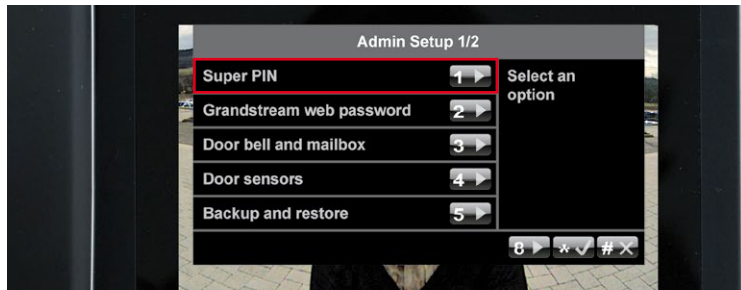 Admin Setup 1/2
Super PIN 1
Select an
option
Grandstream web password 2
Door bell and mailbox 3
Door sensors 4
Backup and restore 5
8 * #